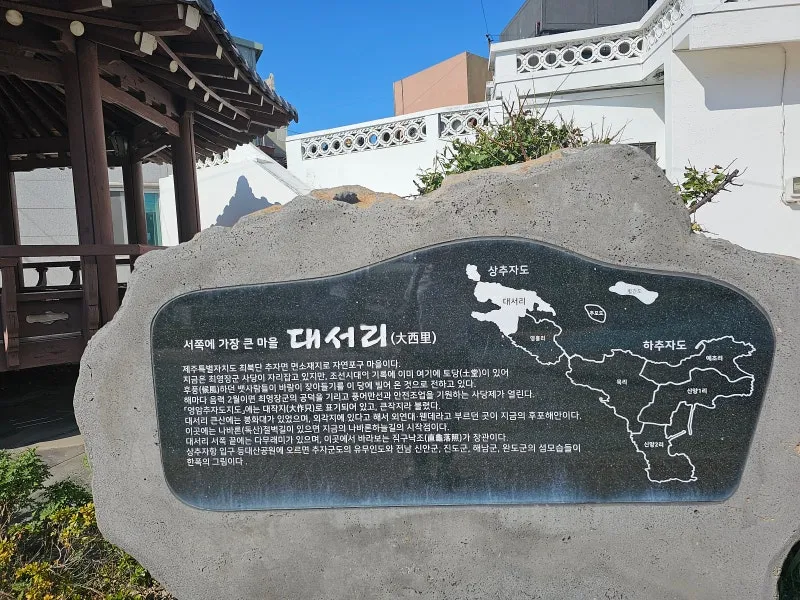 서쪽에 가장 큰 마을 대서리(大西里)
제주특별자치도 최북단 추자면 면소재지로 자연포구 마을이다.
지금은 최영장군 사당이 자리잡고 있지만, 조선시대의 기록에 이미 여기에 토당(土堂)이 있어
후풍(候風)하던 뱃사람들이 바람이 잦아들기를 이 당에 빌어 온 것으로 전하고 있다.
해마다 음력 2월이면 최영장군의 공덕을 기리고 풍어만선과 안전조업을 기원하는 사당제가 열린다.
「영암추자도지도」에는 대작지(大作只)로 표기되어 있고, 큰작지라 불렸다.
대서리 큰산에는 봉화대가 있었으며, 외각지에 있다고 해서 외연대·웬데라고 부르던 곳이 지금의 후포해안이다.
이곳에는 나바론(독산)절벽길이 있으면 지금의 나바론하늘길의 시작점이다.
대서리 서쪽 끝에는 다무래미가 있으며, 이곳에서 바라보는 직구낙조(直龜落照)가 장관이다.
상추자항 입구 등대산공원에 오르면 추자군도의 유무인도와 전남 신안군, 진도군, 해남군, 완도군의 섬모습들이
한폭의 그림이다.
상추자도
대서리
영흥리
추포도
횡간도
하추자도
예초리
묵리
신양1리
신양2리